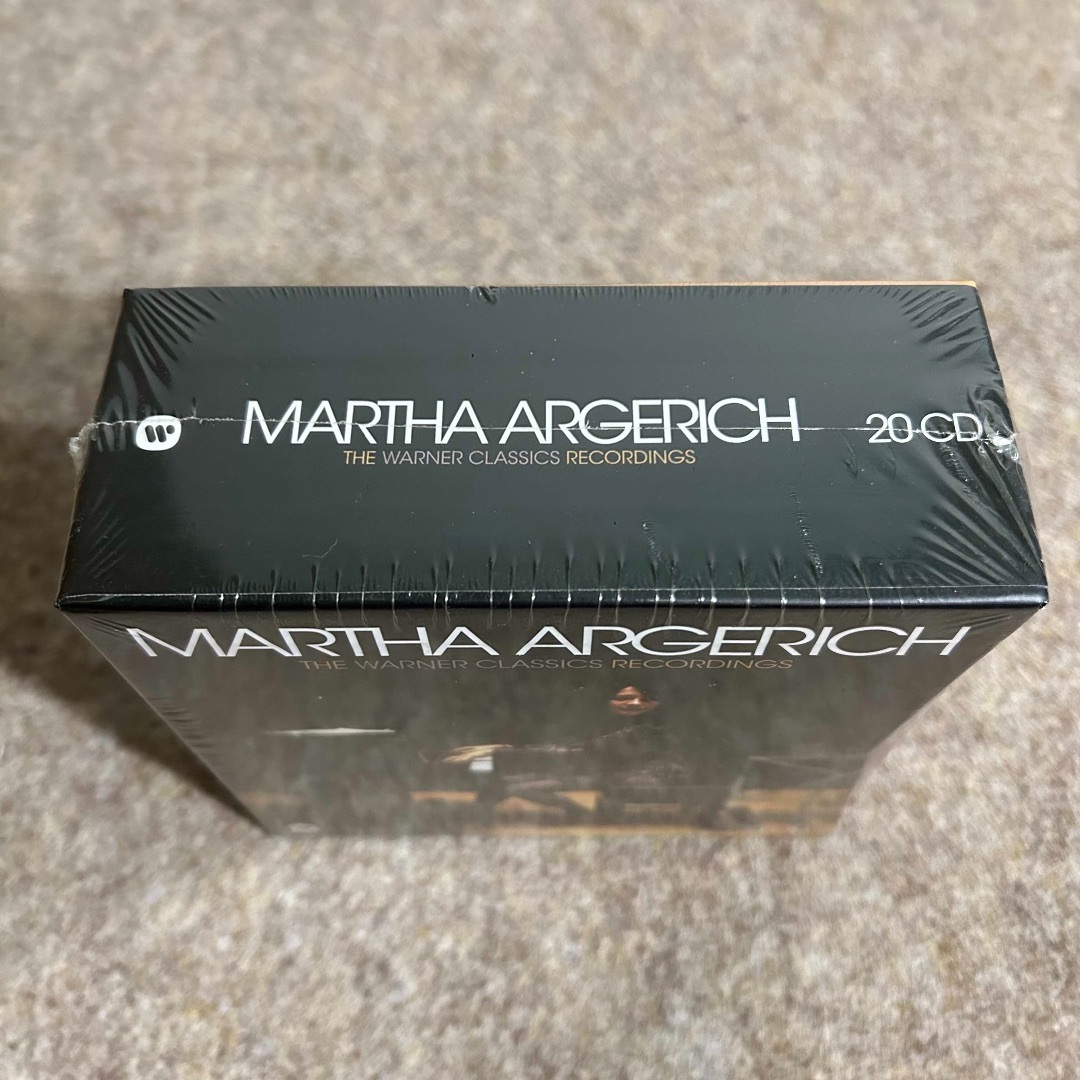 MARTHA ARGERICH
20 CD
THE WARNER CLASSICS RECORDINGS
MARTHA ARGERICH
THE WARNER CLASSICS RECORDINGS